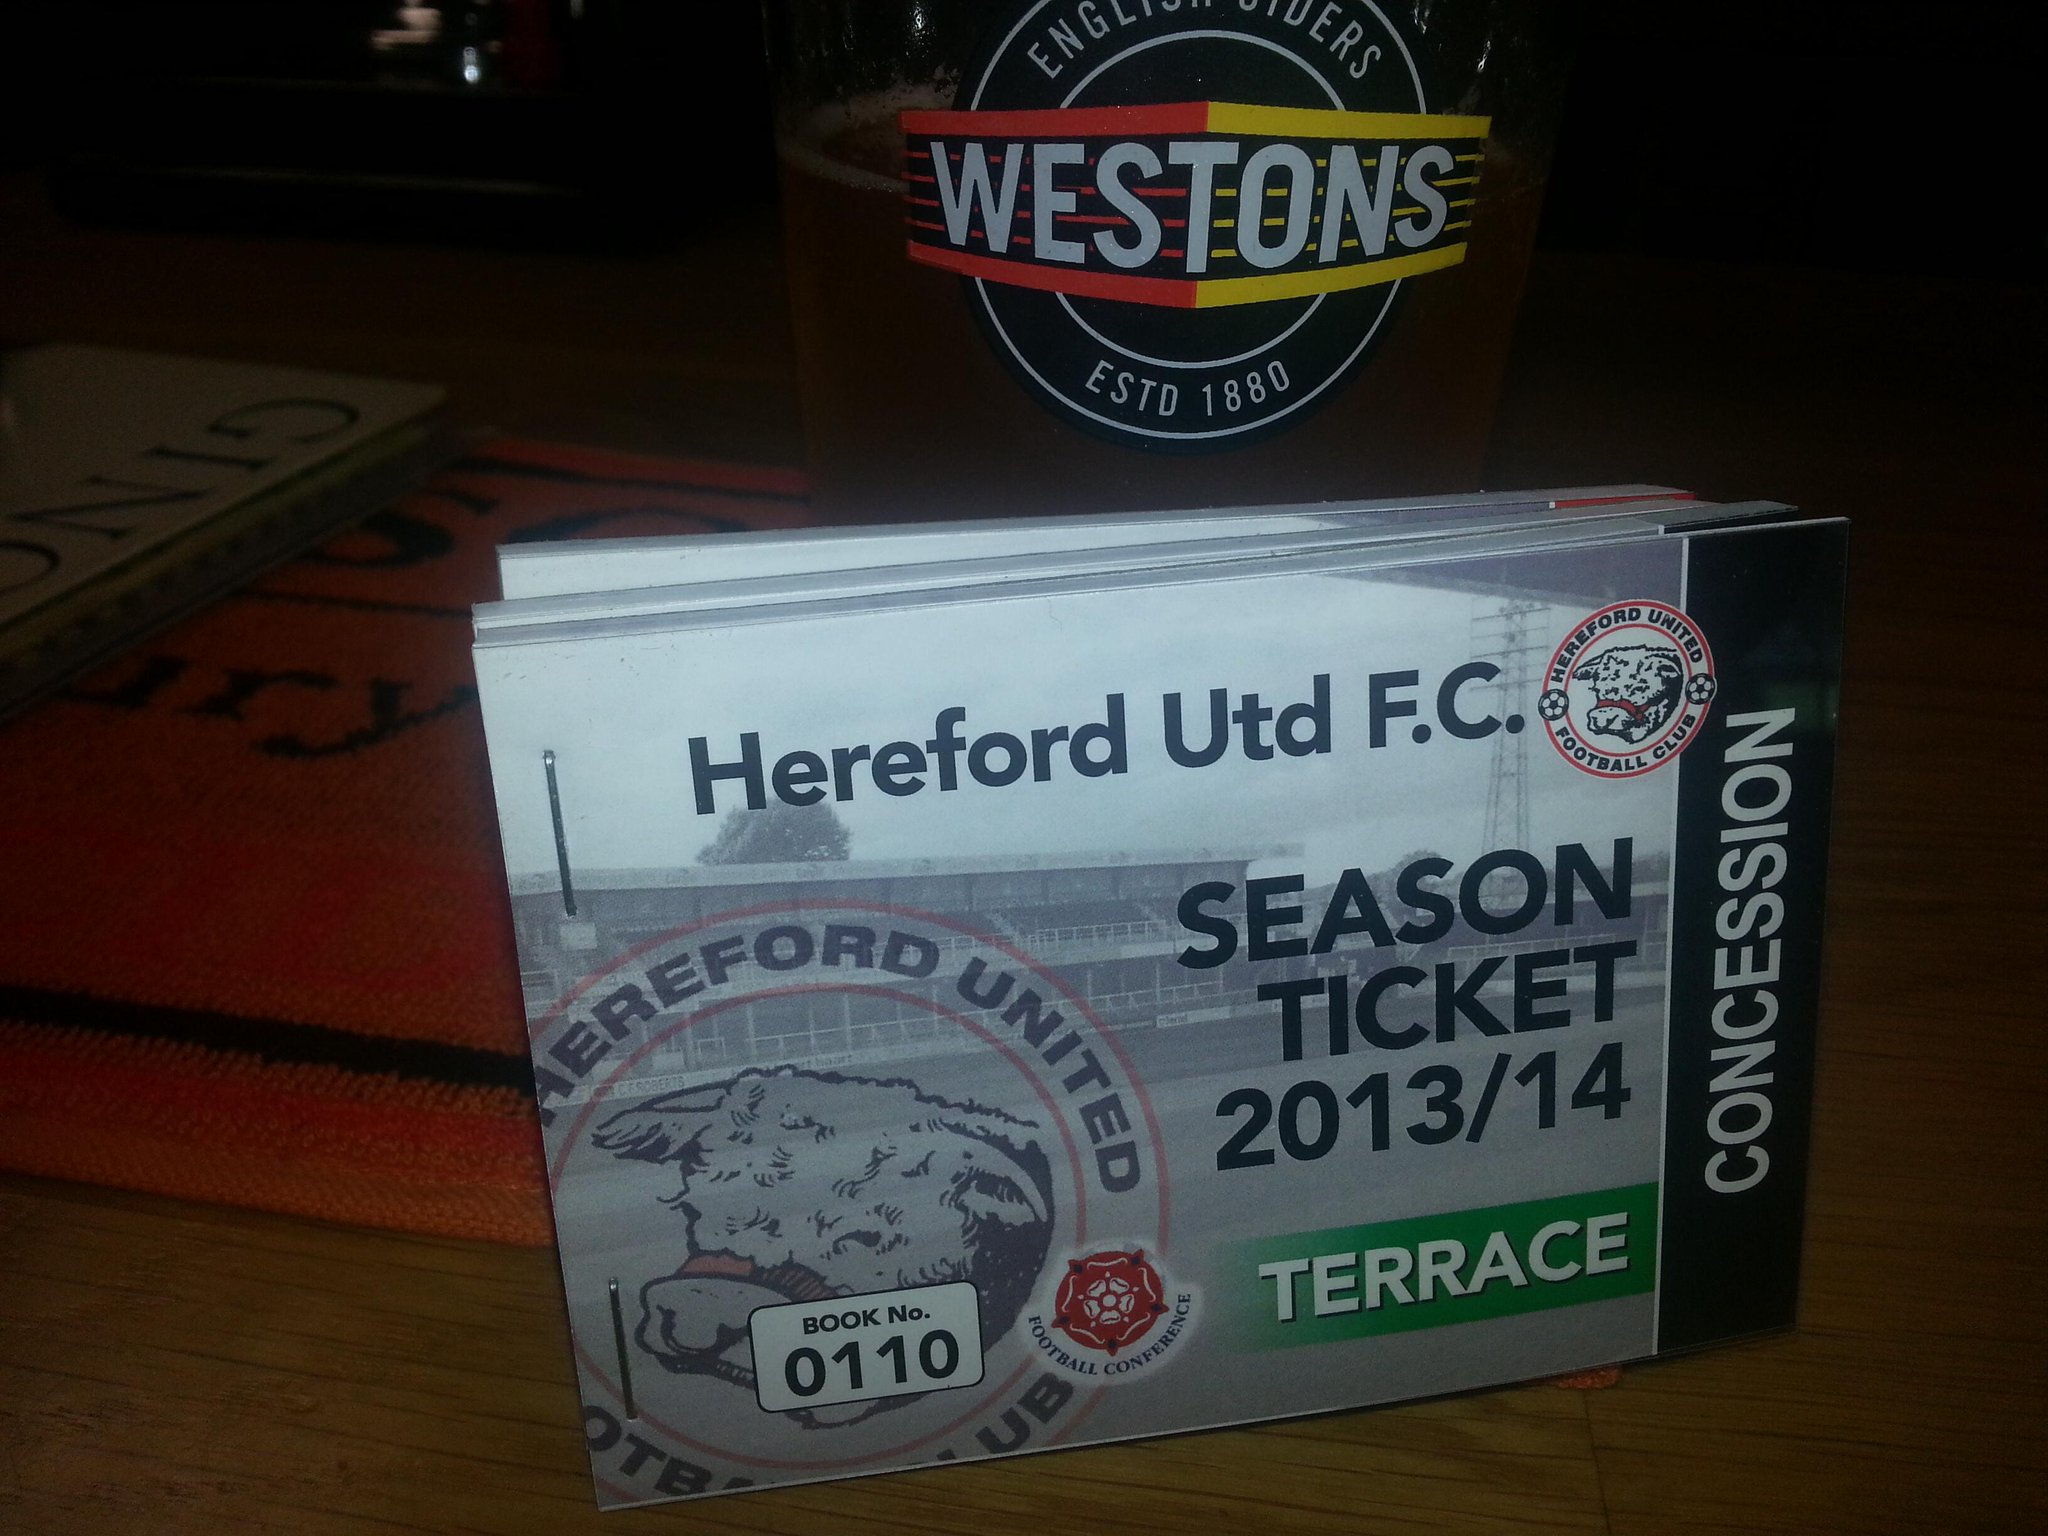 ENGLISH CIDERS
WESTONS
ESTD 1880
GIN
Hereford Utd F.C.
HEREFORD UNITED
FOOTBALL CLUB
SEASON
TICKET
2013/14
CONCESSION
TERRACE
HEREFORD UNITED
BOOK No.
0110
FOOTBALL CONFERENCE